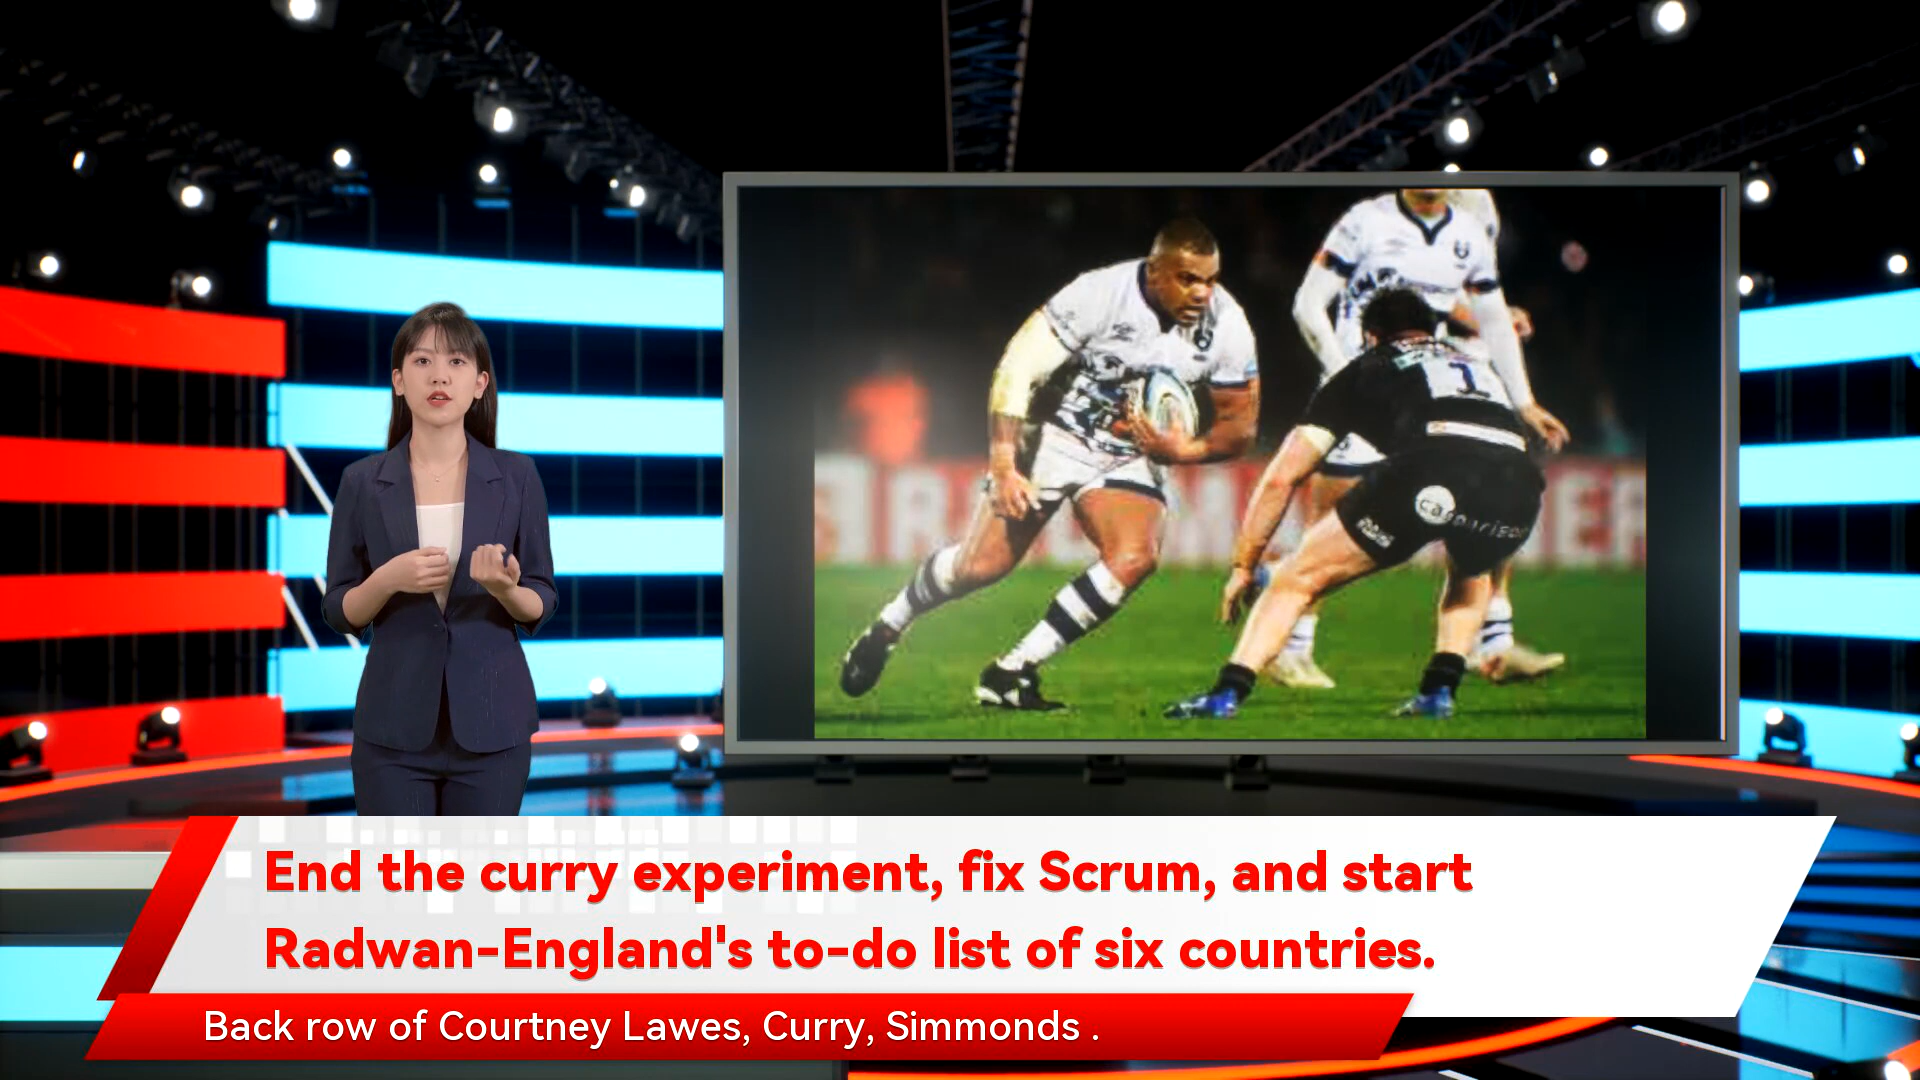 1
End the curry experiment, fix Scrum, and start
Radwan-England's to-do list of six countries.
Back row of Courtney Lawes, Curry, Simmonds .